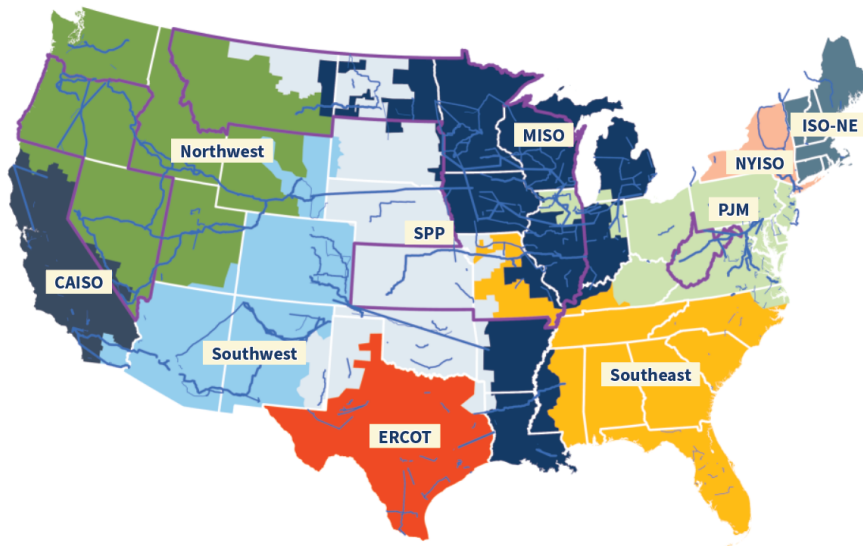 ISO-NE
MISO
Northwest
NYISO
PJM
SPP
CAISO
Southwest
Southeast
ERCOT